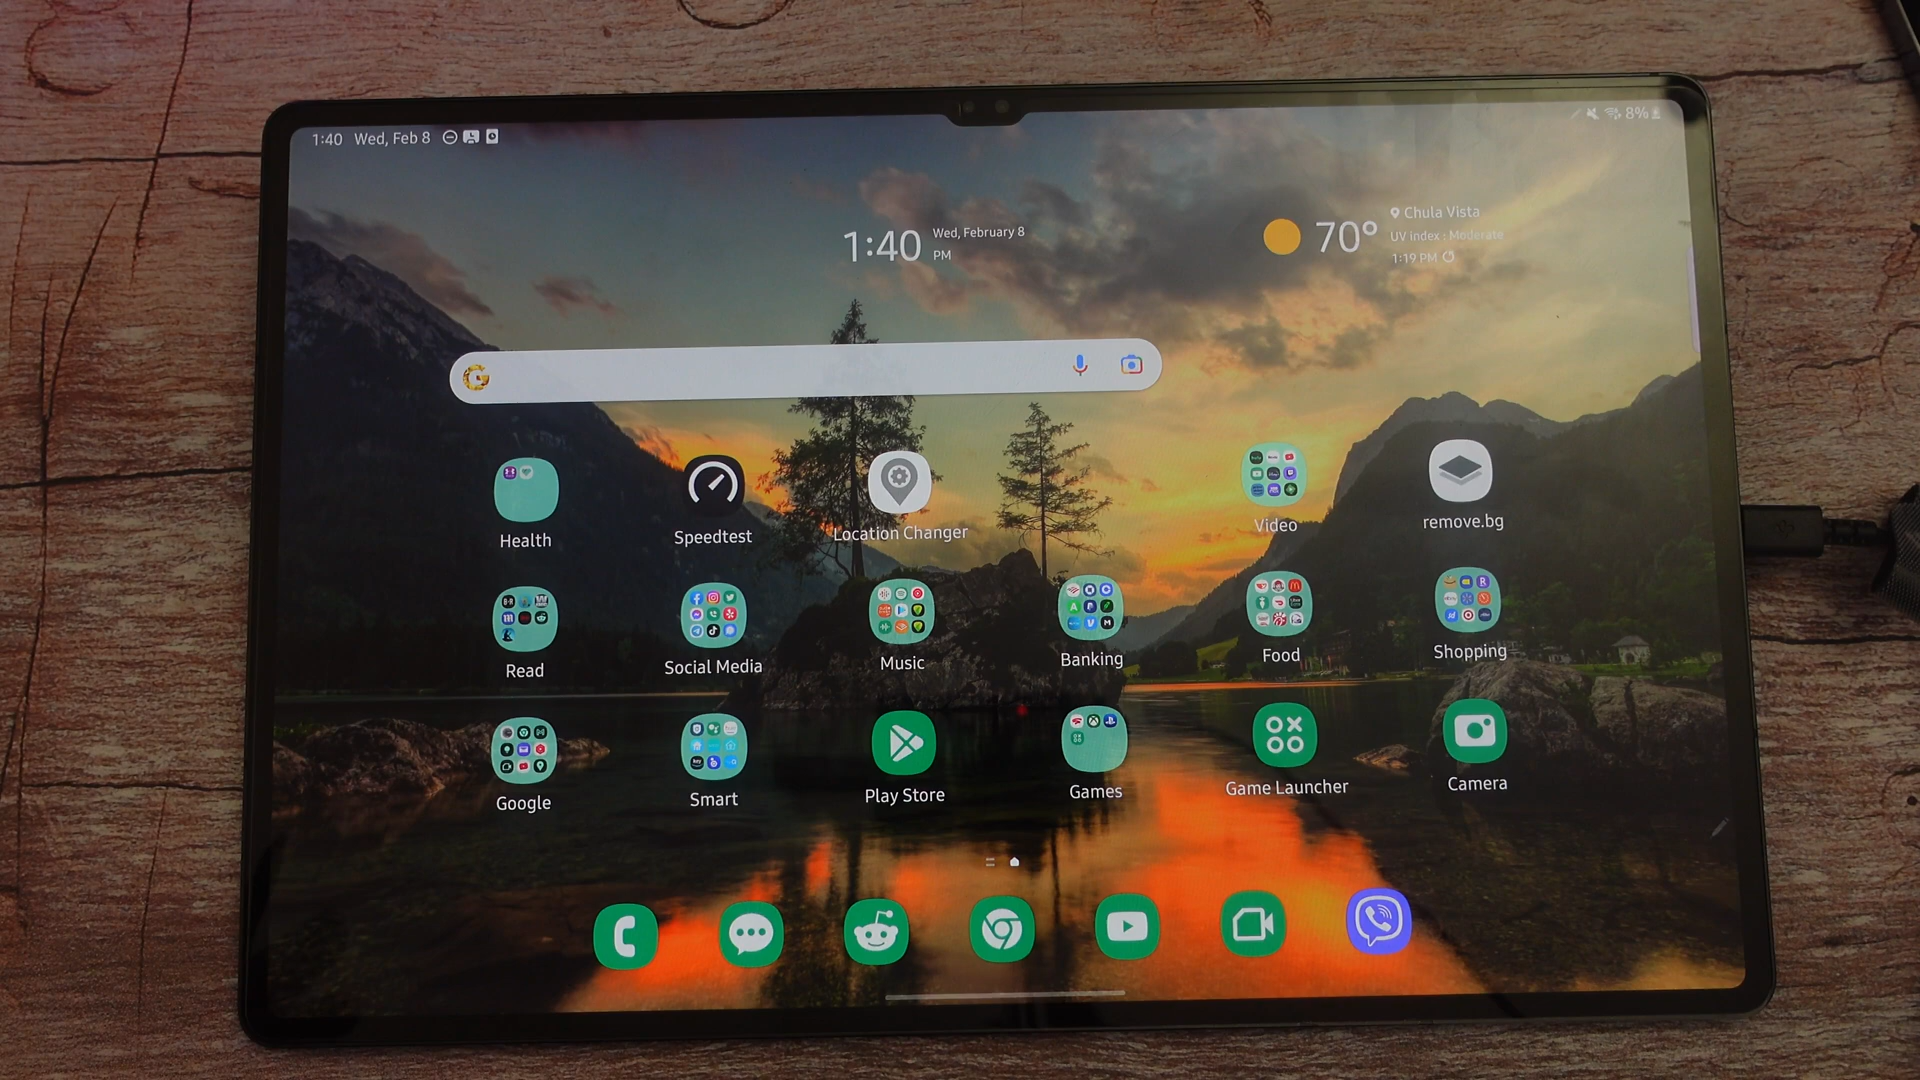 1:40 Wed, Feb 8
8%
1:40
Wed, February 8
PM
70°
Chula Vista
UV index : Moderate
1:19 PM
Health
Speedtest
Location Changer
Video
remove.bg
Read
Social Media
Music
Banking
Food
Shopping
Google
Smart
Play Store
Games
Game Launcher
Camera